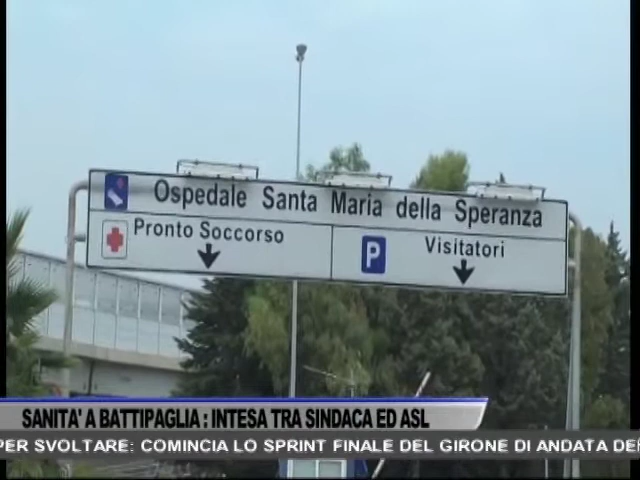 Ospedale Santa Maria della Speranza
Pronto Soccorso
P
Visitatori
SANITA' A BATTIPAGLIA : INTESA TRA SINDACA ED ASL
PER SVOLTARE: COMINCIA LO SPRINT FINALE DEL GIRONE DI ANDATA DE